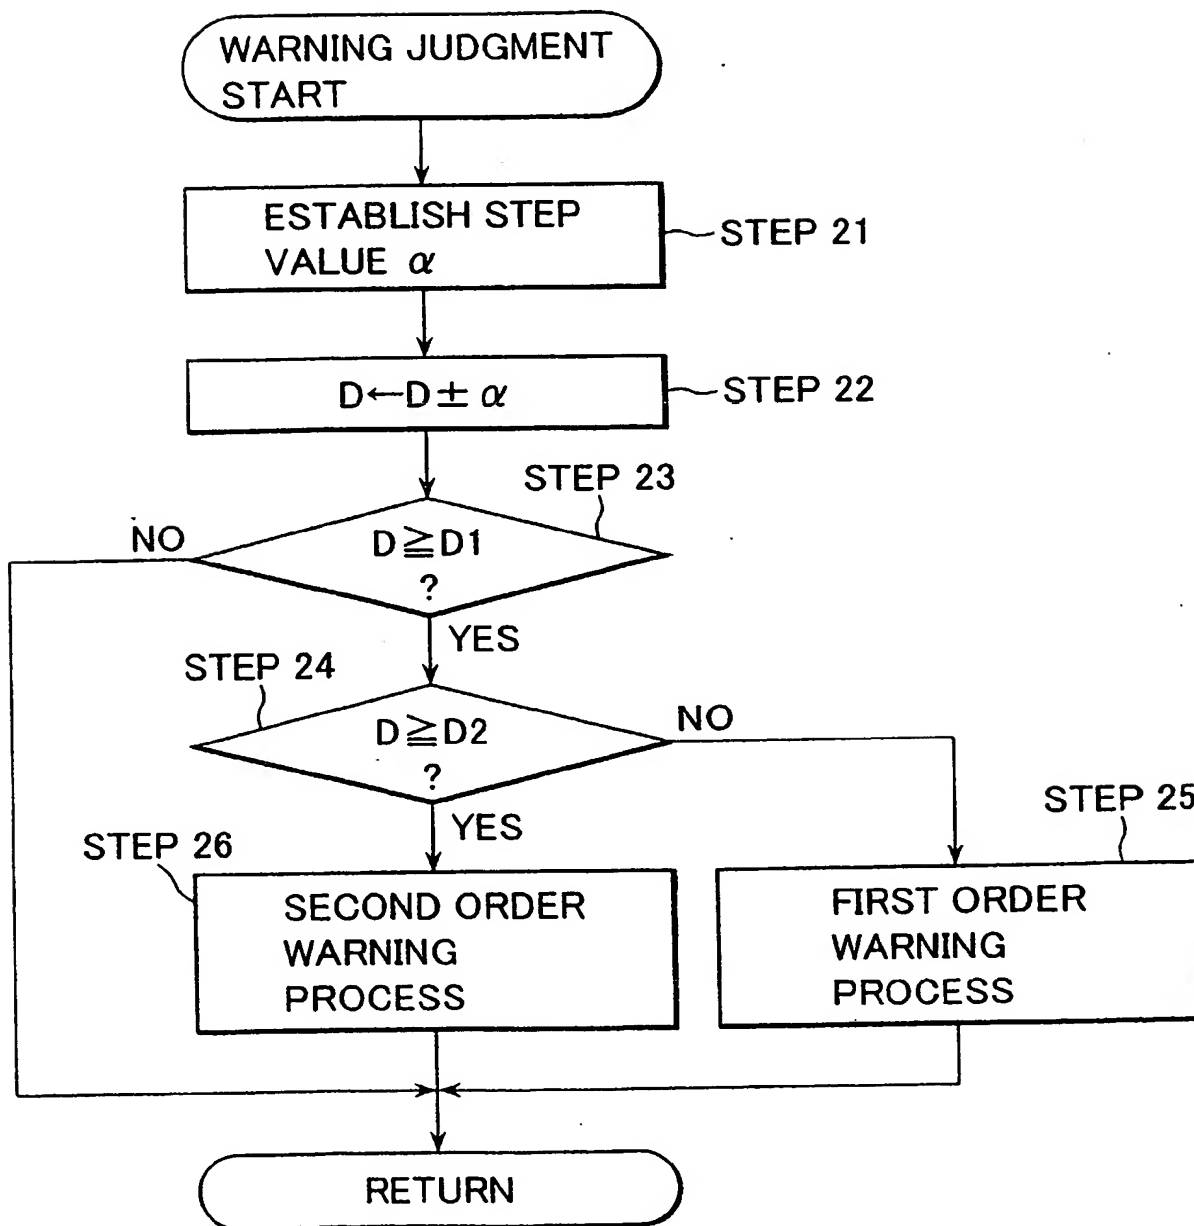 WARNING JUDGMENT
START
ESTABLISH STEP
VALUE α
STEP 21
D←D ± α
STEP 22
STEP 23
D≧D1
?
NO
YES
STEP 24
D≧D2
?
NO
YES
STEP 25
STEP 26
SECOND ORDER
WARNING
PROCESS
FIRST ORDER
WARNING
PROCESS
RETURN